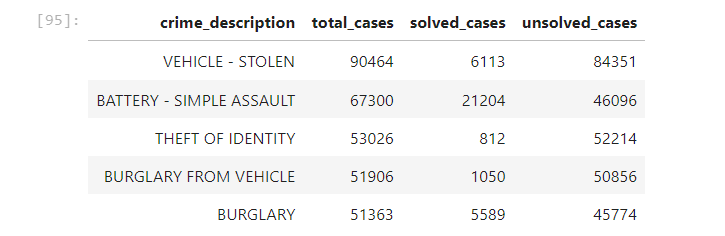 [95]:
crime_description total_cases solved_cases unsolved_cases
VEHICLE - STOLEN 90464 6113 84351
BATTERY - SIMPLE ASSAULT 67300 21204 46096
THEFT OF IDENTITY 53026 812 52214
BURGLARY FROM VEHICLE 51906 1050 50856
BURGLARY 51363 5589 45774